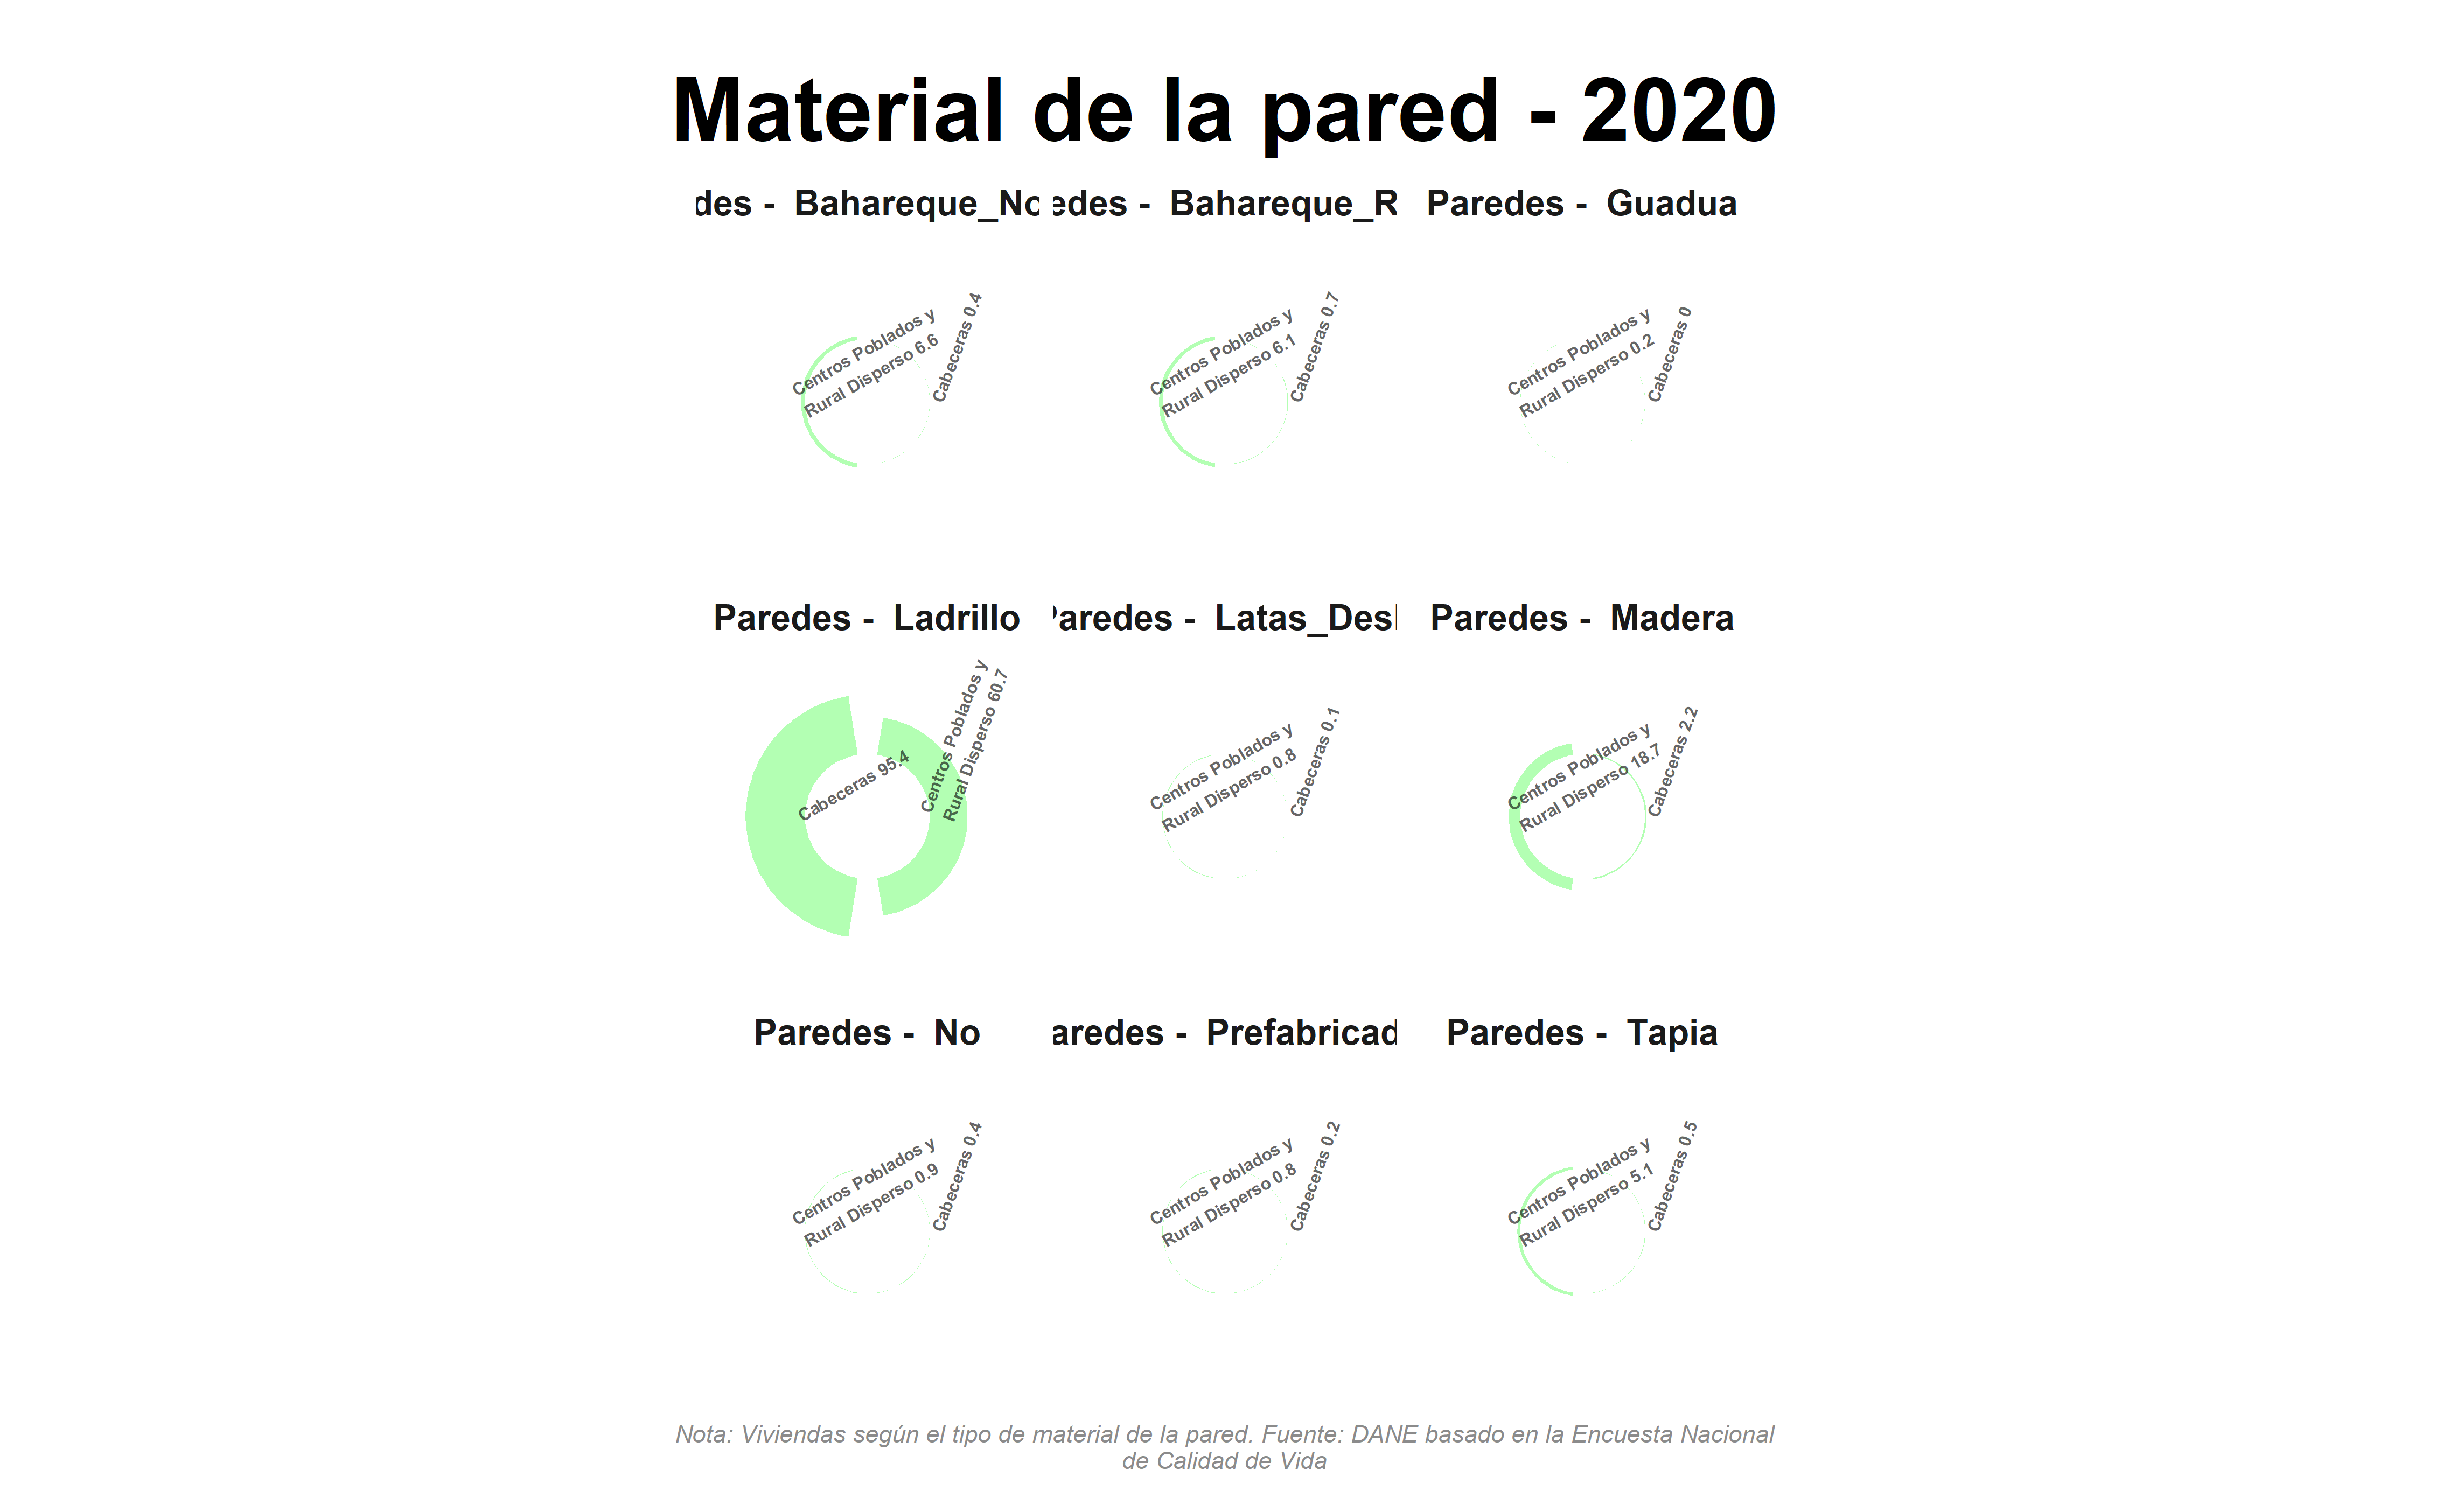 Material de la pared - 2020
des -  Bahareque_No
edes -  Bahareque_R
Paredes -  Guadua
Centros Poblados y
Rural Disperso 6.6
Cabeceras 0.4
Centros Poblados y
Rural Disperso 6.1
Cabeceras 0.7
Centros Poblados y
Rural Disperso 0.2
Cabeceras 0
Paredes -  Ladrillo
Paredes -  Latas_Des
Paredes -  Madera
Cabeceras 95.4
Centros Poblados y
Rural Disperso 60.7
Centros Poblados y
Rural Disperso 0.8
Cabeceras 0.1
Centros Poblados y
Rural Disperso 18.7
Cabeceras 2.2
Paredes -  No
aredes -  Prefabricad
Paredes -  Tapia
Centros Poblados y
Rural Disperso 0.9
Cabeceras 0.4
Centros Poblados y
Rural Disperso 0.8
Cabeceras 0.2
Centros Poblados y
Rural Disperso 5.1
Cabeceras 0.5
Nota: Viviendas según el tipo de material de la pared. Fuente: DANE basado en la Encuesta Nacional
de Calidad de Vida